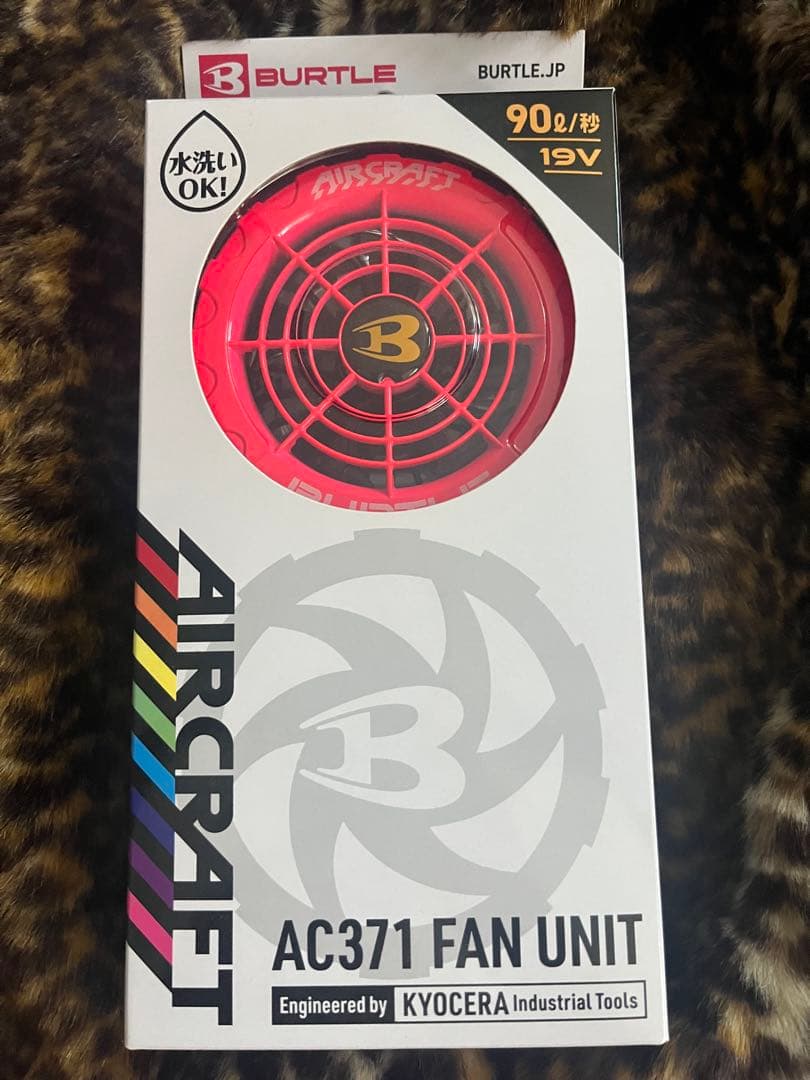 BURTLE
BURTLE.JP
90ℓ/秒
19V
水洗い
OK!
AIRCRAFT
B
BURTLE
AIRCRAFT
B
AC371 FAN UNIT
Engineered by KYOCERA Industrial Tools